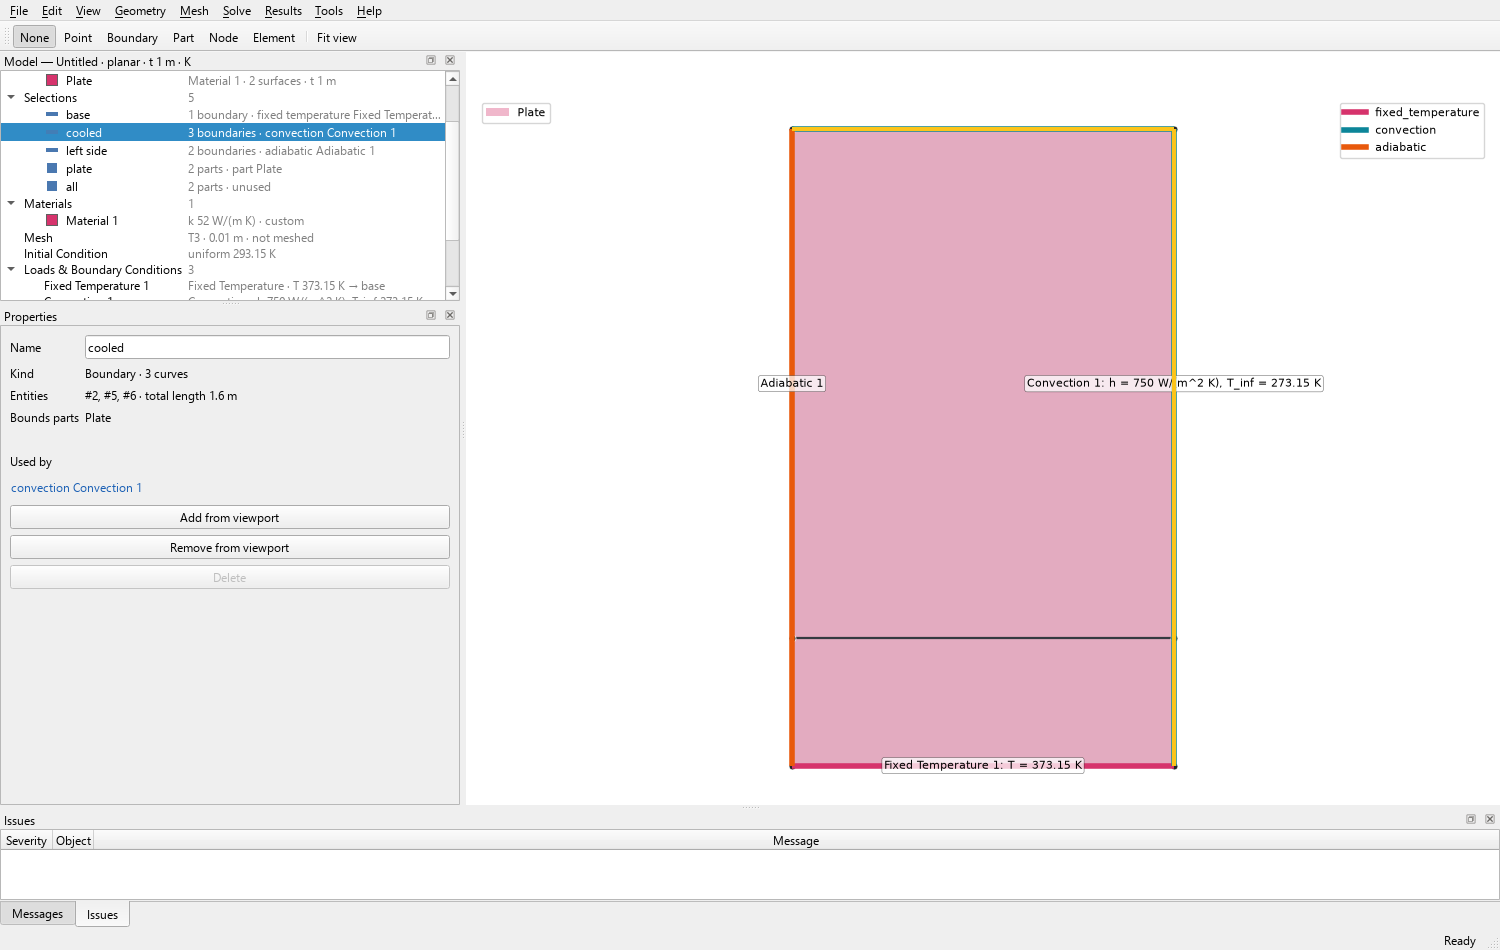 File Edit View Geometry Mesh Solve Results Tools Help
None Point Boundary Part Node Element Fit view
Model — Untitled · planar · t 1 m · K
Plate Material 1 · 2 surfaces · t 1 m
Selections 5
base 1 boundary · fixed temperature Fixed Temperat...
cooled 3 boundaries · convection Convection 1
left side 2 boundaries · adiabatic Adiabatic 1
plate 2 parts · part Plate
all 2 parts · unused
Materials 1
Material 1 k 52 W/(m K) · custom
Mesh T3 · 0.01 m · not meshed
Initial Condition uniform 293.15 K
Loads & Boundary Conditions 3
Fixed Temperature 1 Fixed Temperature · T 373.15 K → base
Properties
Name cooled
Kind Boundary · 3 curves
Entities #2, #5, #6 · total length 1.6 m
Bounds parts Plate
Used by
convection Convection 1
Add from viewport
Remove from viewport
Delete
Plate
fixed_temperature
convection
adiabatic
Adiabatic 1
Convection 1: h = 750 W/(m^2 K), T_inf = 273.15 K
Fixed Temperature 1: T = 373.15 K
Issues
Severity Object Message
Messages Issues
Ready